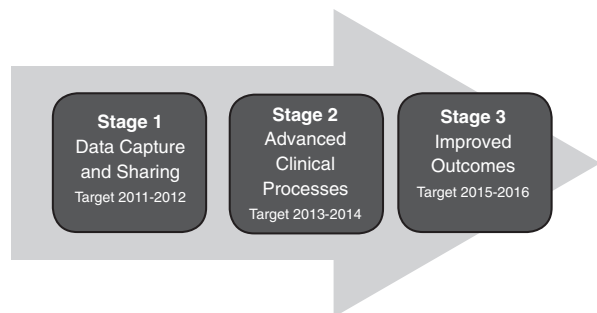 Stage 1
Data Capture
and Sharing
Target 2011-2012
Stage 2
Advanced
Clinical
Processes
Target 2013-2014
Stage 3
Improved
Outcomes
Target 2015-2016